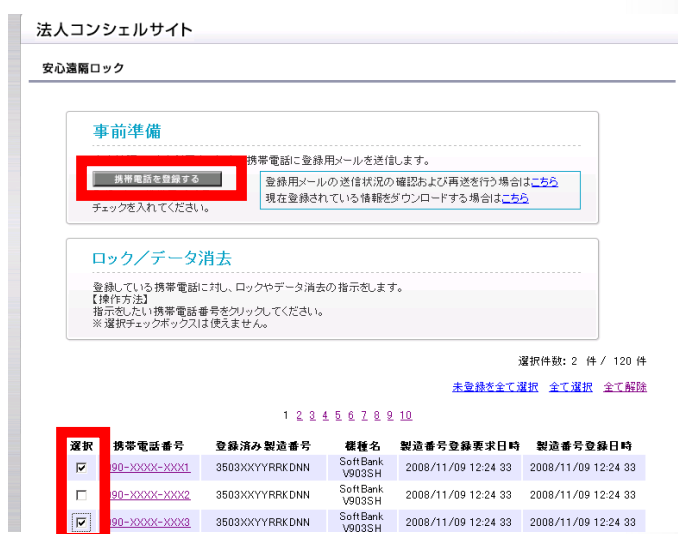 法人コンシェルサイト
安心遠隔ロック
事前準備
携帯電話に登録用メールを送信します。
携帯電話を登録する
登録用メールの送信状況の確認および再送を行う場合はこちら
現在登録されている情報をダウンロードする場合はこちら
チェックを入れてください。
ロック／データ消去
登録している携帯電話に対し、ロックやデータ消去の指示をします。
【操作方法】
指示をしたい携帯電話番号をクリックしてください。
※選択チェックボックスは使えません。
選択件数: 2 件 / 120 件
未登録を全て選択 全て選択 全て解除
1 2 3 4 5 6 7 8 9 10
選択 携帯電話番号 登録済み製造番号 機種名 製造番号登録要求日時 製造番号登録日時
090-XXXX-XXX1 3503XXYYRRKDNN SoftBank V903SH 2008/11/09 12:24 33 2008/11/09 12:24 33
090-XXXX-XXX2 3503XXYYRRKDNN SoftBank V903SH 2008/11/09 12:24 33 2008/11/09 12:24 33
090-XXXX-XXX3 3503XXYYRRKDNN SoftBank V903SH 2008/11/09 12:24 33 2008/11/09 12:24 33